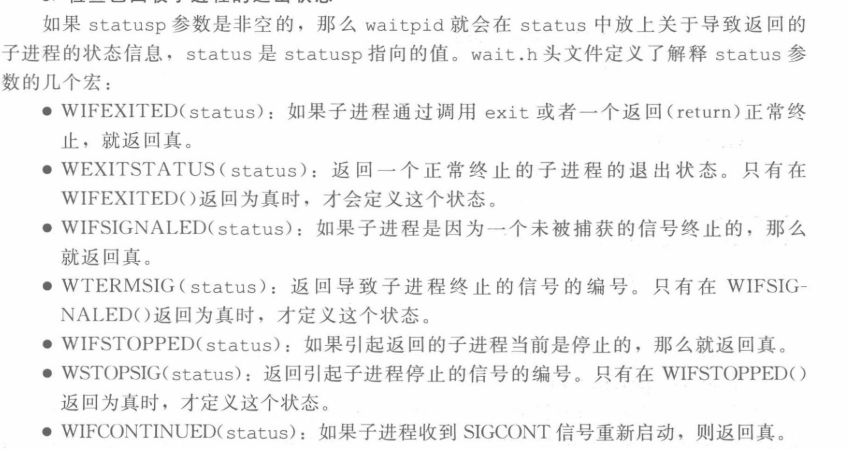 如果 statusp 参数是非空的，那么 waitpid 就会在 status 中放上关于导致返回的
子进程的状态信息，status 是 statusp 指向的值。wait.h 头文件定义了解释 status 参
数的几个宏：
● WIFEXITED(status)：如果子进程通过调用 exit 或者一个返回(return)正常终
止，就返回真。
● WEXITSTATUS(status)：返回一个正常终止的子进程的退出状态。只有在
WIFEXITED()返回为真时，才会定义这个状态。
● WIFSIGNALED(status)：如果子进程是因为一个未被捕获的信号终止的，那么
就返回真。
● WTERMSIG(status)：返回导致子进程终止的信号的编号。只有在 WIFSIG-
NALED()返回为真时，才定义这个状态。
● WIFSTOPPED(status)：如果引起返回的子进程当前是停止的，那么就返回真。
● WSTOPSIG(status)：返回引起子进程停止的信号的编号。只有在 WIFSTOPPED()
返回为真时，才定义这个状态。
● WIFCONTINUED(status)：如果子进程收到 SIGCONT 信号重新启动，则返回真。